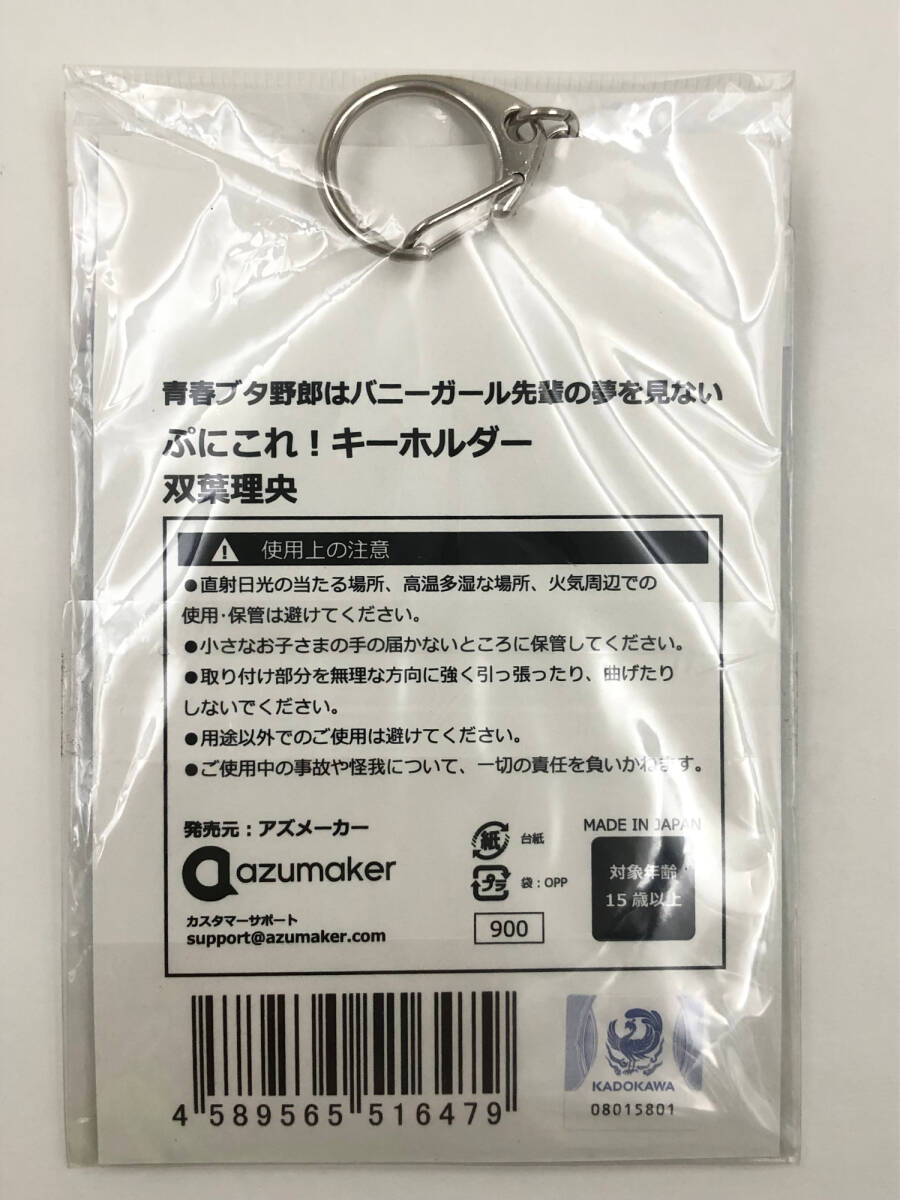 青春ブタ野郎はバニーガール先輩の夢を見ない
ぷにこれ！キーホルダー
双葉理央
使用上の注意
●直射日光の当たる場所、高温多湿な場所、火気周辺での
使用・保管は避けてください。
●小さなお子さまの手の届かないところに保管してください。
●取り付け部分を無理な方向に強く引っ張ったり、曲げたり
しないでください。
●用途以外でのご使用は避けてください。
●ご使用中の事故や怪我について、一切の責任を負いかねます。
発売元：アズメーカー
azumaker
カスタマーサポート
support@azumaker.com
紙 台紙
プラ 袋：OPP
900
MADE IN JAPAN
対象年齢
15歳以上
4 589565 516479
KADOKAWA
08015801